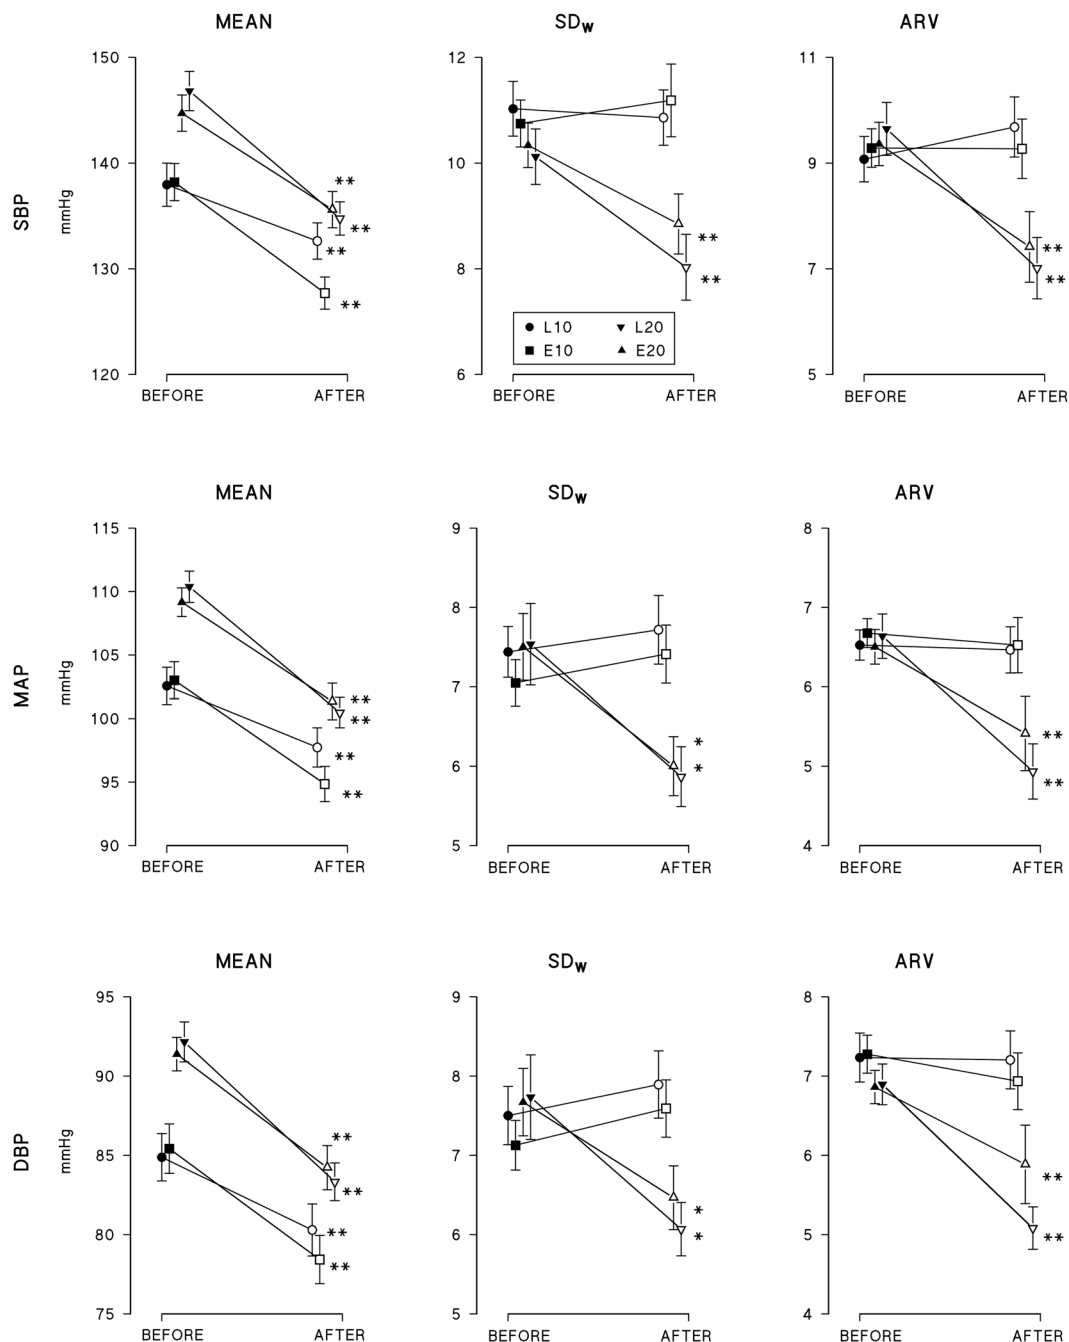 MEAN SDW ARV
SBP
mmHg
150
140
130
120
12
10
8
6
11
9
7
5
** ** ** **
** **
** **
L10 L20
E10 E20
BEFORE AFTER BEFORE AFTER BEFORE AFTER
MEAN SDW ARV
MAP
mmHg
115
110
105
100
95
90
9
8
7
6
5
8
7
6
5
4
** ** ** **
* *
** **
BEFORE AFTER BEFORE AFTER BEFORE AFTER
MEAN SDW ARV
DBP
mmHg
95
90
85
80
75
9
8
7
6
5
8
7
6
5
4
** ** ** **
* *
** **
BEFORE AFTER BEFORE AFTER BEFORE AFTER